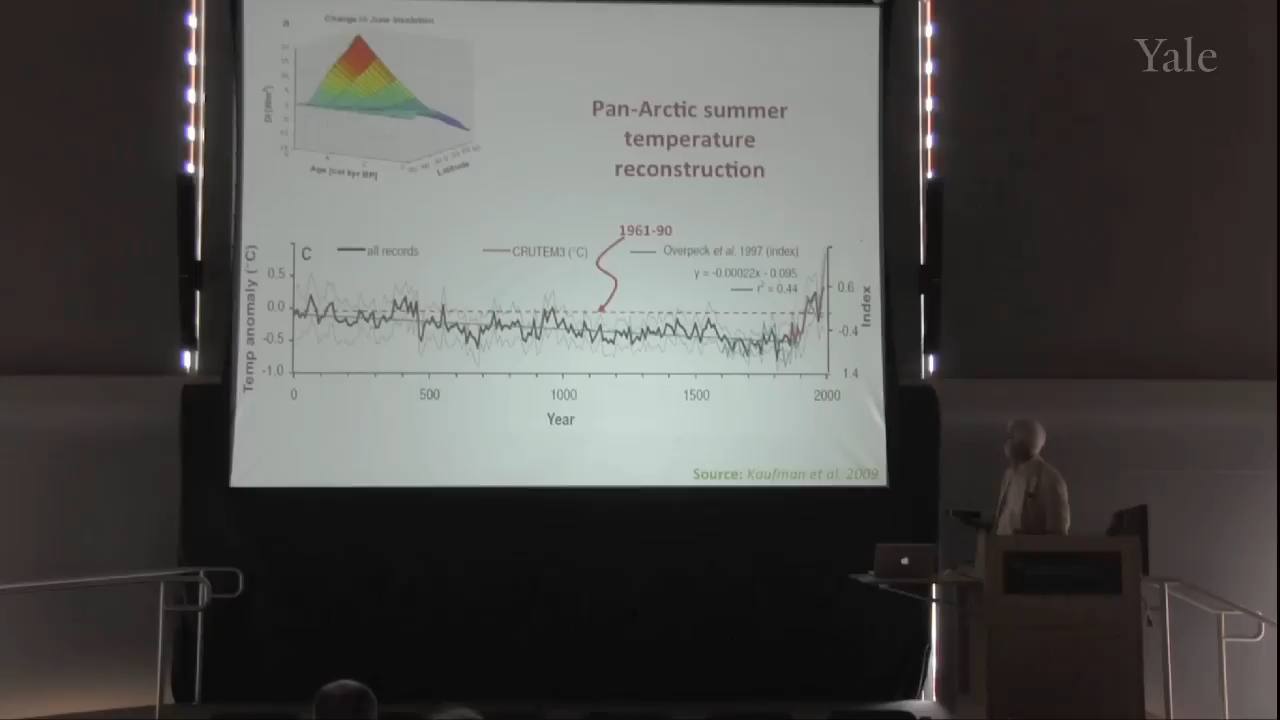 Yale
a
Change in June insolation
Age [cal kyr BP]
Latitude
Pan-Arctic summer
temperature
reconstruction
1961-90
C
all records
CRUTEM3 (°C)
Overpeck et al. 1997 (index)
y = -0.00022x - 0.095
r² = 0.44
Temp anomaly (°C)
0.5
0.0
-0.5
-1.0
0.6
-0.4
1.4
Index
0
500
1000
1500
2000
Year
Source: Kaufman et al. 2009